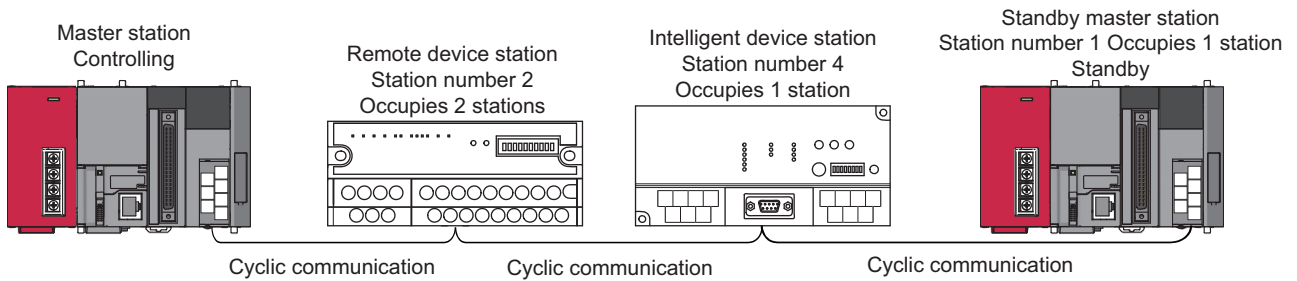 Master station
Controlling
Remote device station
Station number 2
Occupies 2 stations
Intelligent device station
Station number 4
Occupies 1 station
Standby master station
Station number 1 Occupies 1 station
Standby
Cyclic communication
Cyclic communication
Cyclic communication